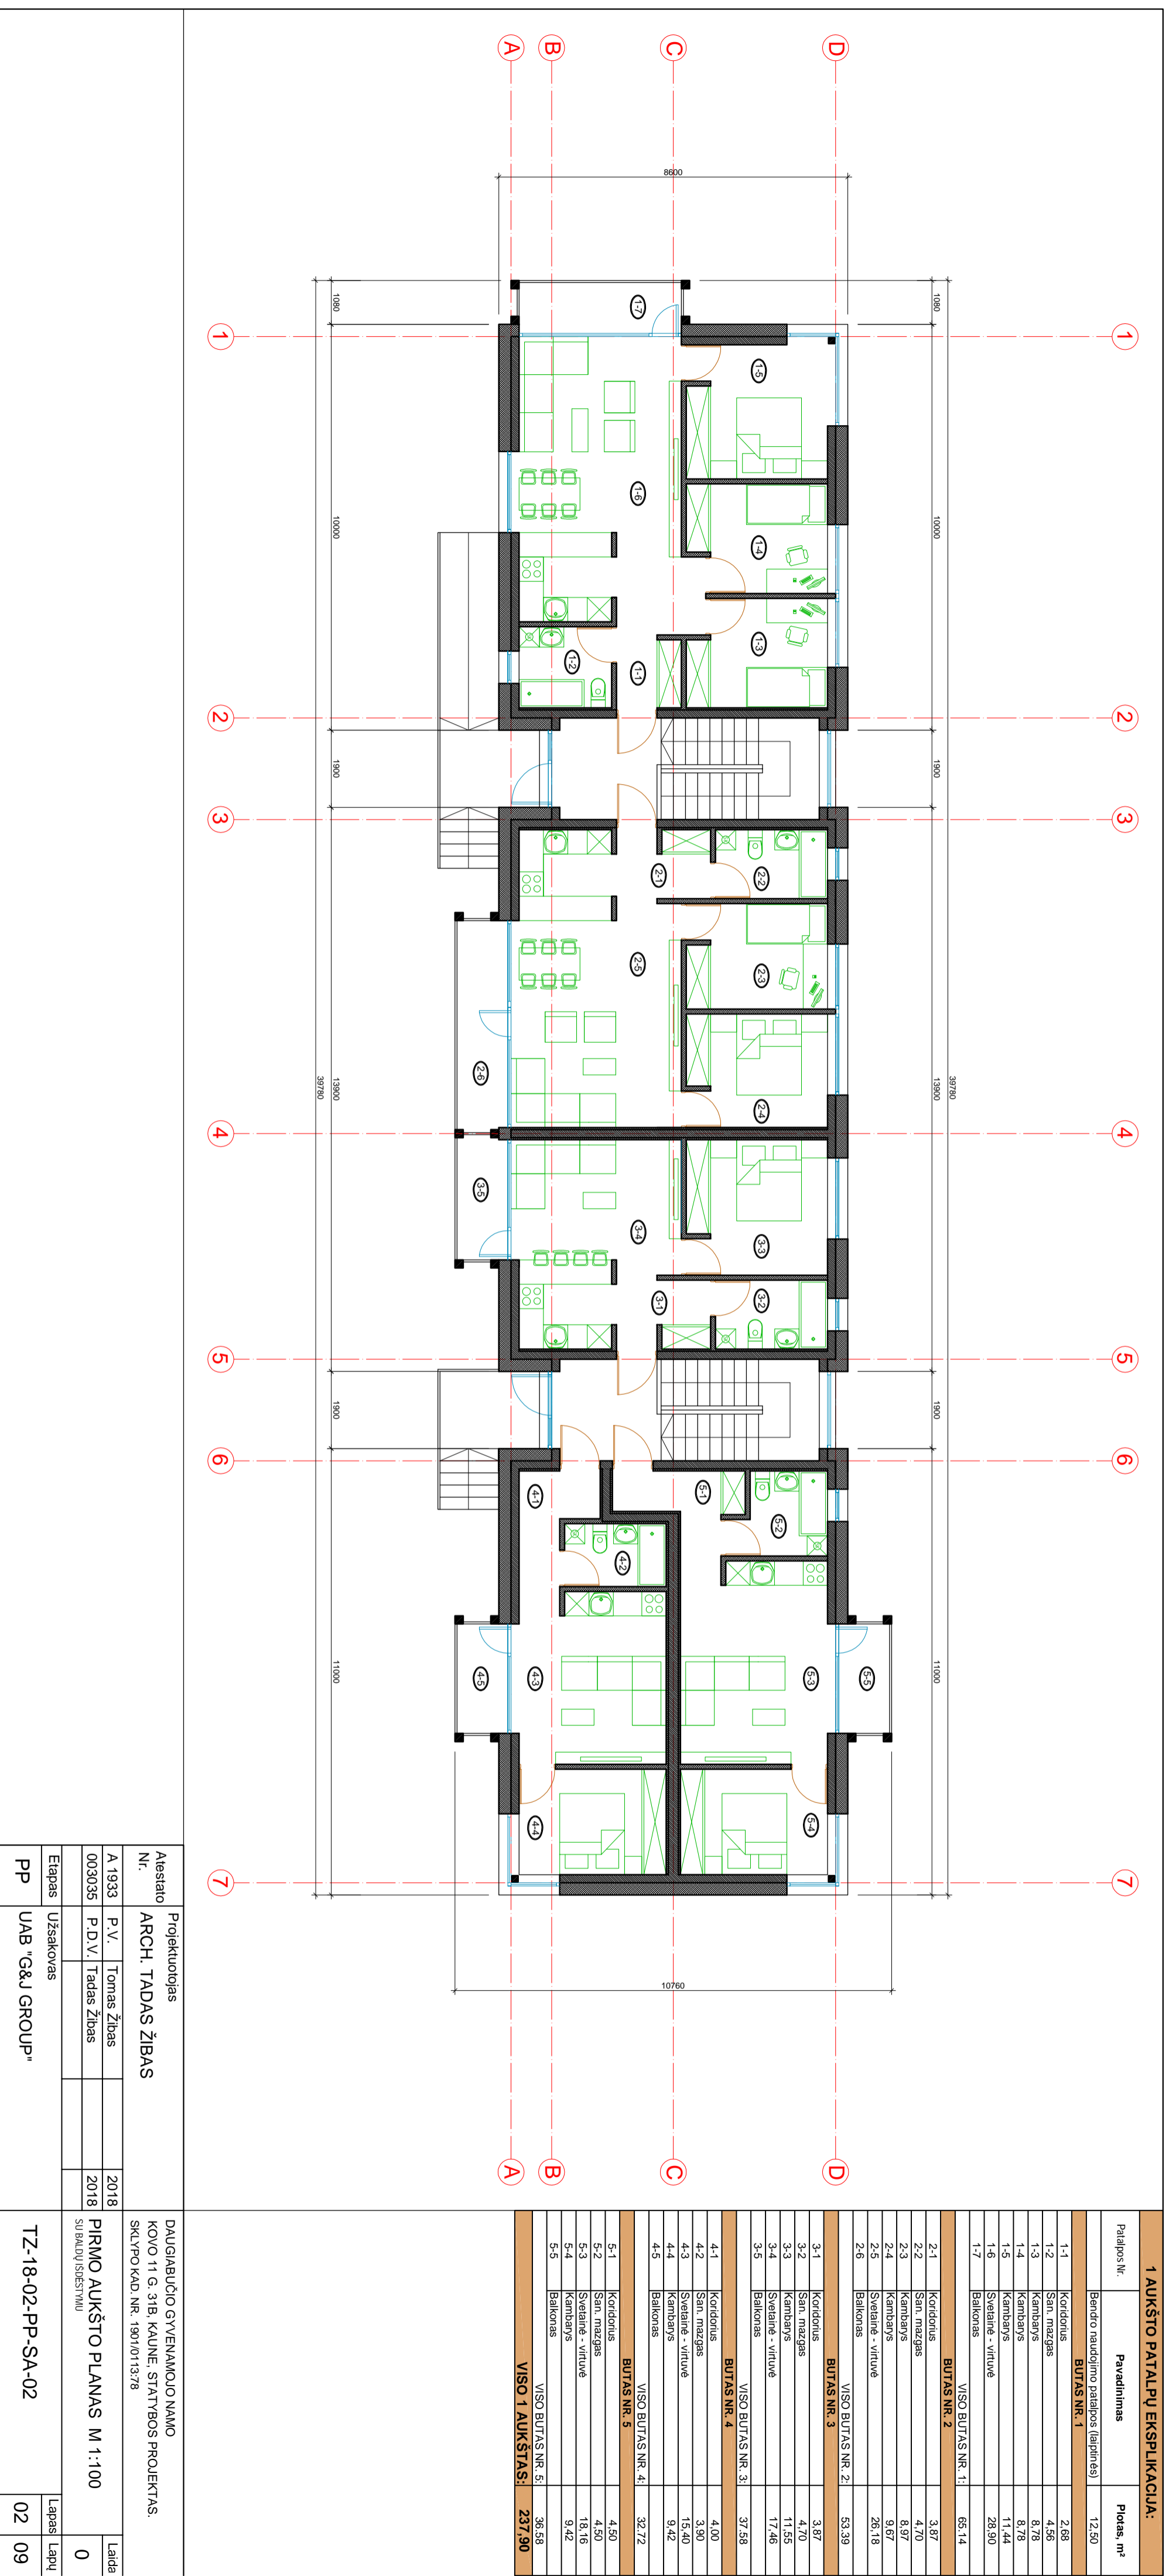 1 AUKŠTO PATALPŲ EKSPLIKACIJA:
Patalpos Nr. Pavadinimas Plotas, m²
Bendro naudojimo patalpos (laiptinės) 12,50
BUTAS NR. 1
1-1 Koridorius 2,68
1-2 San. mazgas 4,56
1-3 Kambarys 8,78
1-4 Kambarys 8,78
1-5 Kambarys 11,44
1-6 Svetainė - virtuvė 28,90
1-7 Balkonas
VISO BUTAS NR. 1: 65,14
BUTAS NR. 2
2-1 Koridorius 3,87
2-2 San. mazgas 4,70
2-3 Kambarys 8,97
2-4 Kambarys 9,67
2-5 Svetainė - virtuvė 26,18
2-6 Balkonas
VISO BUTAS NR. 2: 53,39
BUTAS NR. 3
3-1 Koridorius 3,87
3-2 San. mazgas 4,70
3-3 Kambarys 11,55
3-4 Svetainė - virtuvė 17,46
3-5 Balkonas
VISO BUTAS NR. 3: 37,58
BUTAS NR. 4
4-1 Koridorius 4,00
4-2 San. mazgas 3,90
4-3 Svetainė - virtuvė 15,40
4-4 Kambarys 9,42
4-5 Balkonas
VISO BUTAS NR. 4: 32,72
BUTAS NR. 5
5-1 Koridorius 4,50
5-2 San. mazgas 4,50
5-3 Svetainė - virtuvė 18,16
5-4 Kambarys 9,42
5-5 Balkonas
VISO BUTAS NR. 5: 36,58
VISO 1 AUKŠTAS: 237,90
1 2 3 4 5 6 7
39780
1080 10000 1900 13900 1900 11000
D D
C C
B B
A A
8600
10760
5-5
1-5 1-4 1-3 2-2 2-3 2-4 3-3 3-2 5-2 5-3 5-4
1-7 1-6 1-1 2-1 2-5 3-4 3-1 5-1
1-2 4-2
4-1 4-3 4-4
2-6 3-5 4-5
1080 10000 1900 13900 1900 11000
39780
1 2 3 4 5 6 7
Atestato Nr.
Projektuotojas
ARCH. TADAS ŽIBAS
A 1933 P.V. Tomas Žibas 2018
003035 P.D.V. Tadas Žibas 2018
Etapas
PP
Užsakovas
UAB "G&J GROUP"
DAUGIABUČIO GYVENAMOJO NAMO
KOVO 11 G. 31B, KAUNE, STATYBOS PROJEKTAS.
SKLYPO KAD. NR. 1901/0113:78
PIRMO AUKŠTO PLANAS M 1:100
SU BALDŲ IŠDĖSTYMU
Laida
0
TZ-18-02-PP-SA-02
Lapas Lapų
02 09